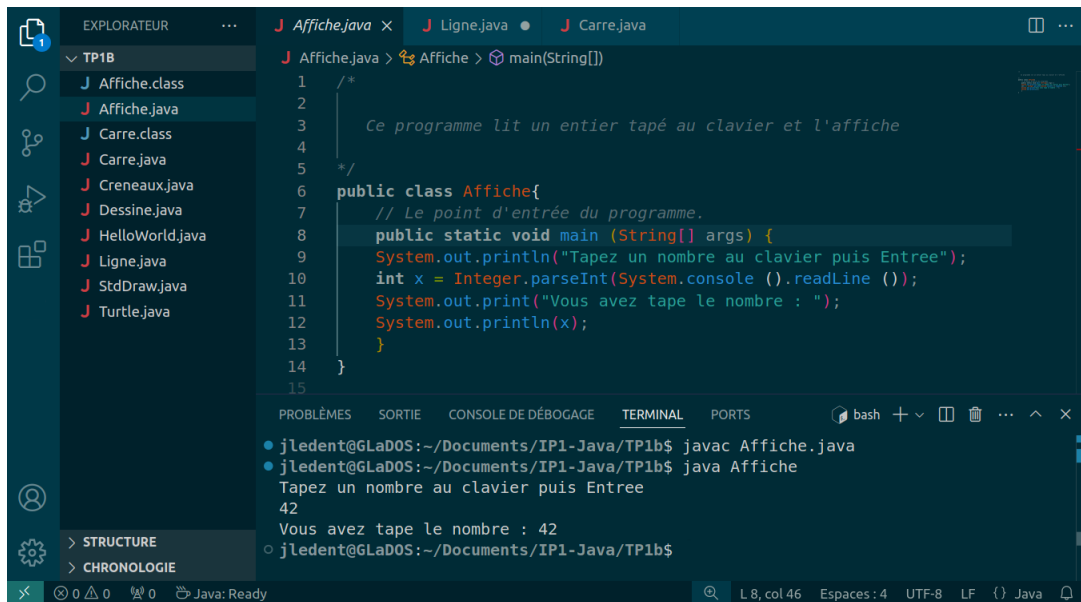 EXPLORATEUR ···
TP1B
J Affiche.class
J Affiche.java
J Carre.class
J Carre.java
J Creneaux.java
J Dessine.java
J HelloWorld.java
J Ligne.java
J StdDraw.java
J Turtle.java
STRUCTURE
CHRONOLOGIE
1
J Affiche.java × J Ligne.java ● J Carre.java ···
J Affiche.java > Affiche > main(String[])
1 /*
2
3 Ce programme lit un entier tapé au clavier et l'affiche
4
5 */
6 public class Affiche{
7 // Le point d'entrée du programme.
8 public static void main (String[] args) {
9 System.out.println("Tapez un nombre au clavier puis Entree");
10 int x = Integer.parseInt(System.console ().readLine ());
11 System.out.print("Vous avez tape le nombre : ");
12 System.out.println(x);
13 }
14 }
15
PROBLÈMES SORTIE CONSOLE DE DÉBOGAGE TERMINAL PORTS bash + ··· ×
jledent@GLaDOS:~/Documents/IP1-Java/TP1b$ javac Affiche.java
jledent@GLaDOS:~/Documents/IP1-Java/TP1b$ java Affiche
Tapez un nombre au clavier puis Entree
42
Vous avez tape le nombre : 42
jledent@GLaDOS:~/Documents/IP1-Java/TP1b$
0 0 0 Java: Ready L 8, col 46 Espaces : 4 UTF-8 LF {} Java